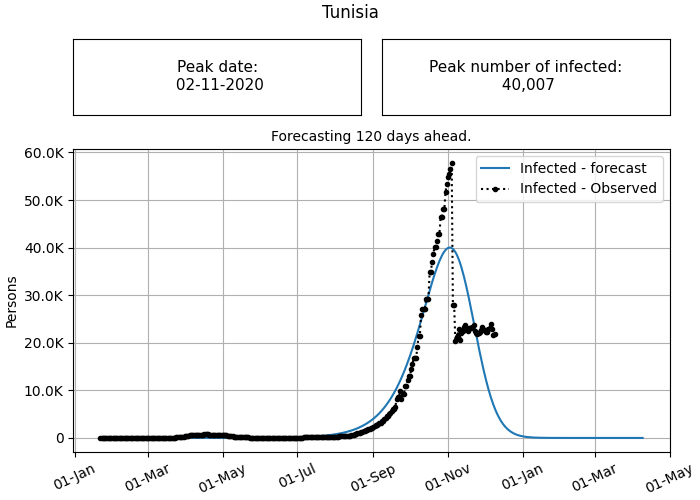 Tunisia
Peak date:
02-11-2020
Peak number of infected:
40,007
Forecasting 120 days ahead.
60.0K
50.0K
40.0K
30.0K
20.0K
10.0K
0
Persons
Infected - forecast
Infected - Observed
01-Jan
01-Mar
01-May
01-Jul
01-Sep
01-Nov
01-Jan
01-Mar
01-May